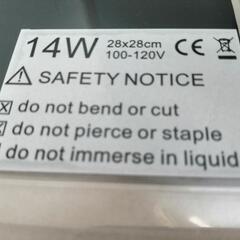 14W 28x28cm
100-120V CE
⚠ SAFETY NOTICE
☒ do not bend or cut
☒ do not pierce or staple
do not immerse in liquid